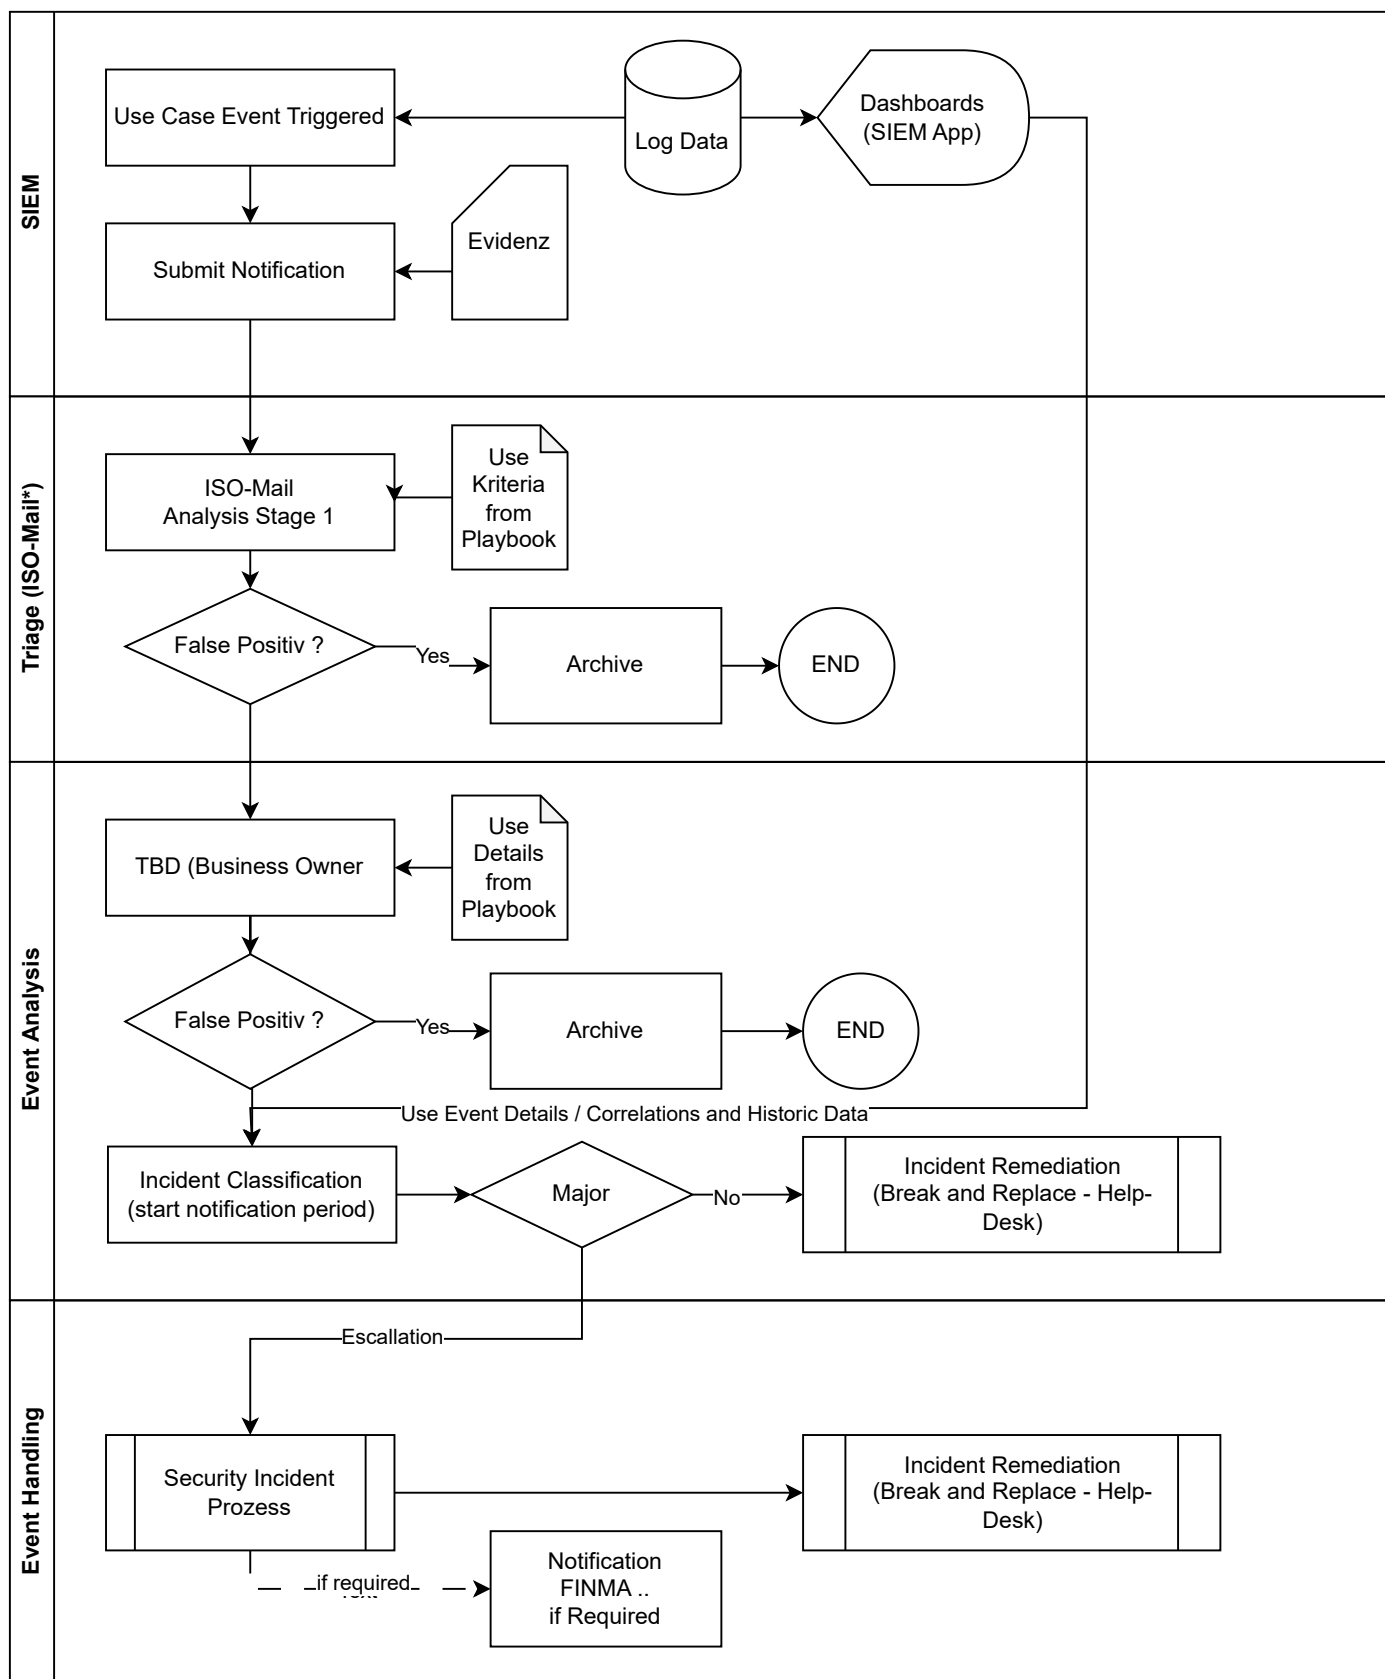 SIEM
Use Case Event Triggered
Log Data
Dashboards
(SIEM App)
Evidenz
Submit Notification
Triage (ISO-Mail*)
ISO-Mail
Analysis Stage 1
Use
Kriteria
from
Playbook
False Positiv ?
Yes
Archive
END
Event Analysis
TBD (Business Owner
Use
Details
from
Playbook
False Positiv ?
Yes
Archive
END
Use Event Details / Correlations and Historic Data
Incident Classification
(start notification period)
Major
No
Incident Remediation
(Break and Replace - Help-
Desk)
Event Handling
Escallation
Security Incident
Prozess
Incident Remediation
(Break and Replace - Help-
Desk)
if required
Notification
FINMA ..
if Required